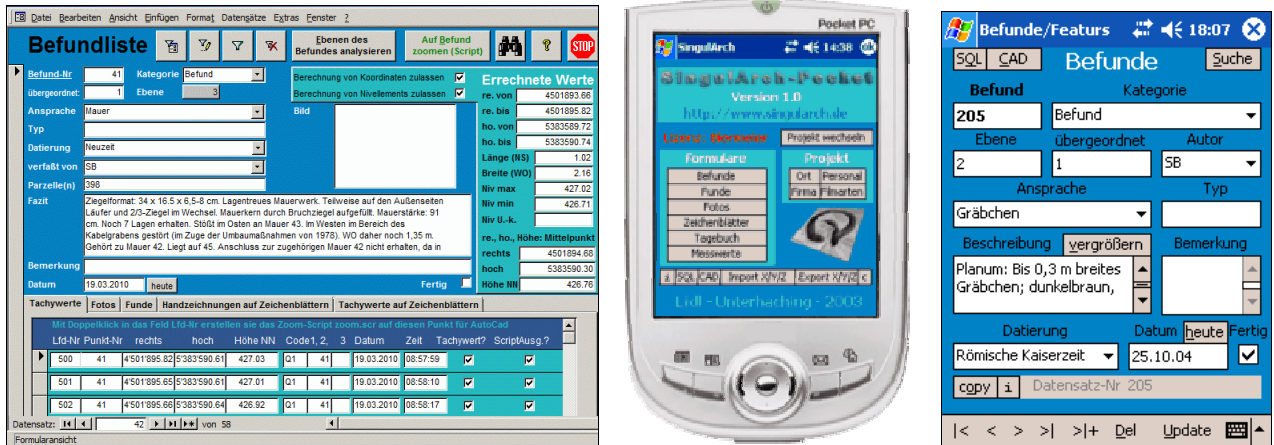 Datei Bearbeiten Ansicht Einfügen Format Datensätze Extras Fenster ?
Befundliste
Ebenen des
Befundes analysieren
Auf Befund
zoomen (Script)
?
STOP
Befund-Nr 41 Kategorie Befund
übergeordnet: 1 Ebene 3
Ansprache Mauer
Typ
Datierung Neuzeit
verfaßt von SB
Parzelle(n) 398
Berechnung von Koordinaten zulassen
Berechnung von Nivellements zulassen
Bild
Fazit
Ziegelformat: 34 x 16.5 x 6,5-8 cm. Lagentreues Mauerwerk. Teilweise auf den Außenseiten
Läufer und 2/3-Ziegel im Wechsel. Mauerkern durch Bruchziegel aufgefüllt. Mauerstärke: 91
cm. Noch 7 Lagen erhalten. Stößt im Osten an Mauer 43. Im Westen im Bereich des
Kabelgrabens gestört (im Zuge der Umbaumaßnahmen von 1978). WO daher noch 1,35 m.
Gehört zu Mauer 42. Liegt auf 45. Anschluss zur zugehörigen Mauer 42 nicht erhalten, da in
Bemerkung
Datum 19.03.2010 heute Fertig
Errechnete Werte
re. von 4501893.66
re. bis 4501895.82
ho. von 5383589.72
ho. bis 5383590.74
Länge (NS) 1.02
Breite (WO) 2.16
Niv max 427.02
Niv min 426.71
Niv U.-k.
re., ho., Höhe: Mittelpunkt
rechts 4501894.68
hoch 5383590.30
Höhe NN 426.76
Tachywerte Fotos Funde Handzeichnungen auf Zeichenblättern Tachywerte auf Zeichenblättern
Mit Doppelklick in das Feld Lfd-Nr erstellen sie das Zoom-Script zoom.scr auf diesen Punkt für AutoCad
Lfd-Nr Punkt-Nr rechts hoch Höhe NN Code1, 2, 3 Datum Zeit Tachywert? ScriptAusg.?
500 41 4'501'895.82 5'383'590.61 427.03 Q1 41 19.03.2010 08:57:59
501 41 4'501'895.65 5'383'590.61 427.01 Q1 41 19.03.2010 08:58:10
502 41 4'501'895.66 5'383'590.64 426.92 Q1 41 19.03.2010 08:58:17
Datensatz: 42 von 58
Formularansicht
Pocket PC
SingulArch 14:38 ok
SingulArch-Pocket
Version 1.0
http://www.singularch.de
Projekt wechseln
Formulare
Befunde
Funde
Fotos
Zeichenblätter
Tagebuch
Messwerte
Projekt
Ort Personal
Firma Filmarten
i SQL CAD Import X/Y/Z Export X/Y/Z c
Lidl - Unterhaching - 2003
Befunde/Featurs 18:07
SQL CAD Befunde Suche
Befund Kategorie
205 Befund
Ebene übergeordnet Autor
2 1 SB
Ansprache Typ
Gräbchen
Beschreibung vergrößern Bemerkung
Planum: Bis 0,3 m breites
Gräbchen; dunkelbraun,
Datierung Datum heute Fertig
Römische Kaiserzeit 25.10.04
copy i Datensatz-Nr 205
|< < > >| >|+ Del Update